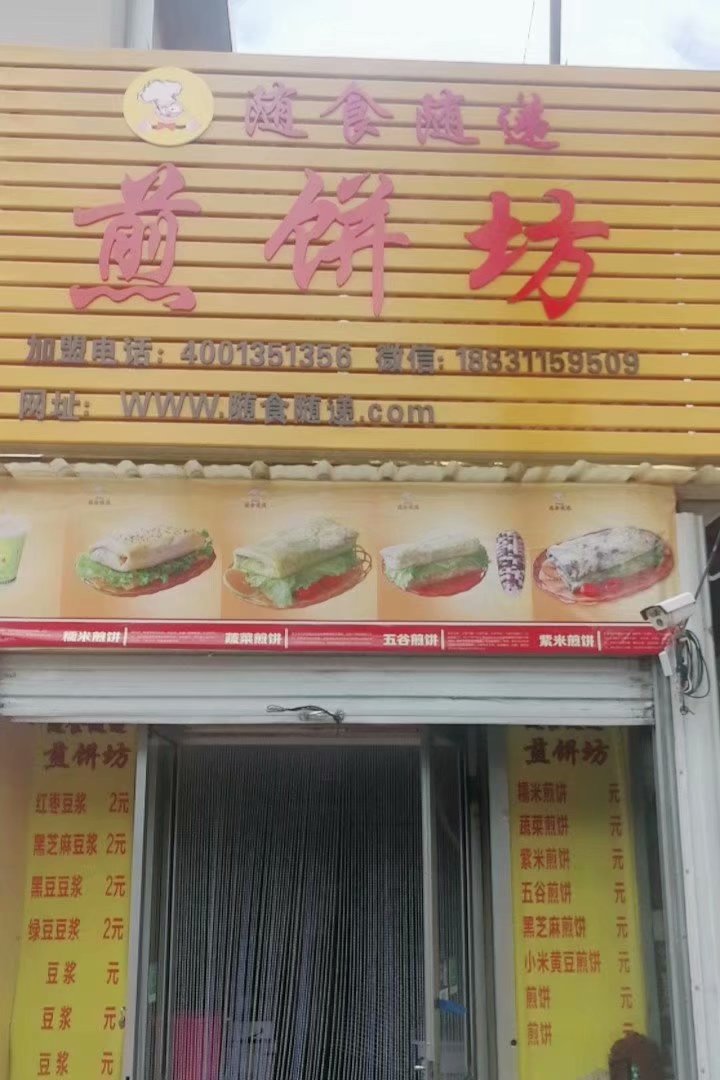 随食随递
煎饼坊
加盟电话: 4001351356 微信: 18831159509
网址: WWW.随食随递.com
糯米煎饼 蔬菜煎饼 五谷煎饼 紫米煎饼
随食随递
煎饼坊
红枣豆浆 2元
黑芝麻豆浆 2元
黑豆豆浆 2元
绿豆豆浆 2元
豆浆 元
豆浆 元
豆浆 元
煎饼坊
糯米煎饼 元
蔬菜煎饼 元
紫米煎饼 元
五谷煎饼 元
黑芝麻煎饼 元
小米黄豆煎饼 元
煎饼 元
煎饼 元